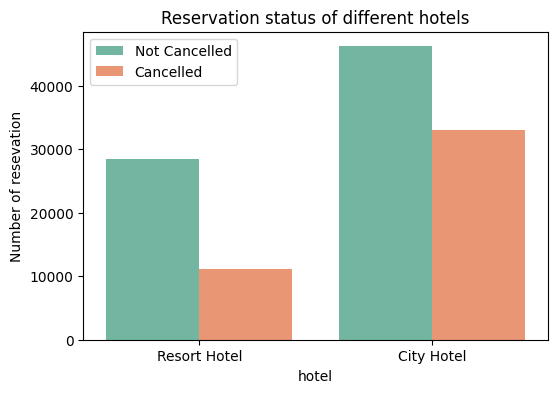 Reservation status of different hotels
Not Cancelled
Cancelled
Number of resevation
40000
30000
20000
10000
0
Resort Hotel
City Hotel
hotel